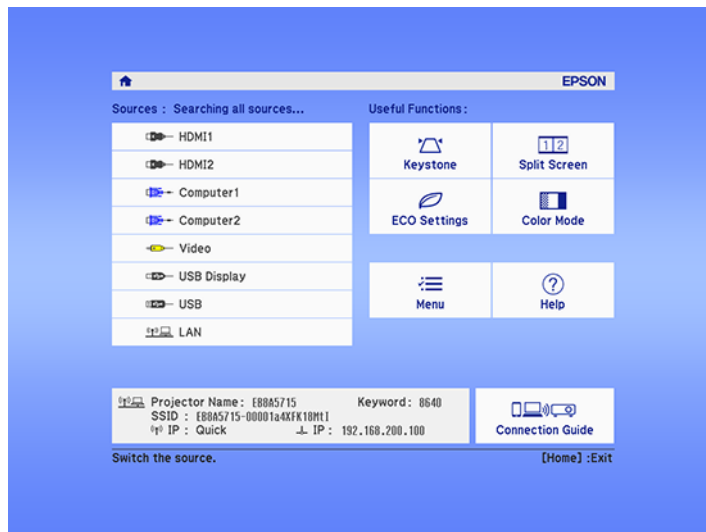 EPSON
Sources : Searching all sources...
Useful Functions :
HDMI1
HDMI2
Computer1
Computer2
Video
USB Display
USB
LAN
Keystone
1 2
Split Screen
ECO Settings
Color Mode
Menu
?
Help
Projector Name : EB8A5715 Keyword : 8640
SSID : EB8A5715-00001a4XFK18MtI
IP : Quick IP : 192.168.200.100
Connection Guide
Switch the source. [Home] :Exit